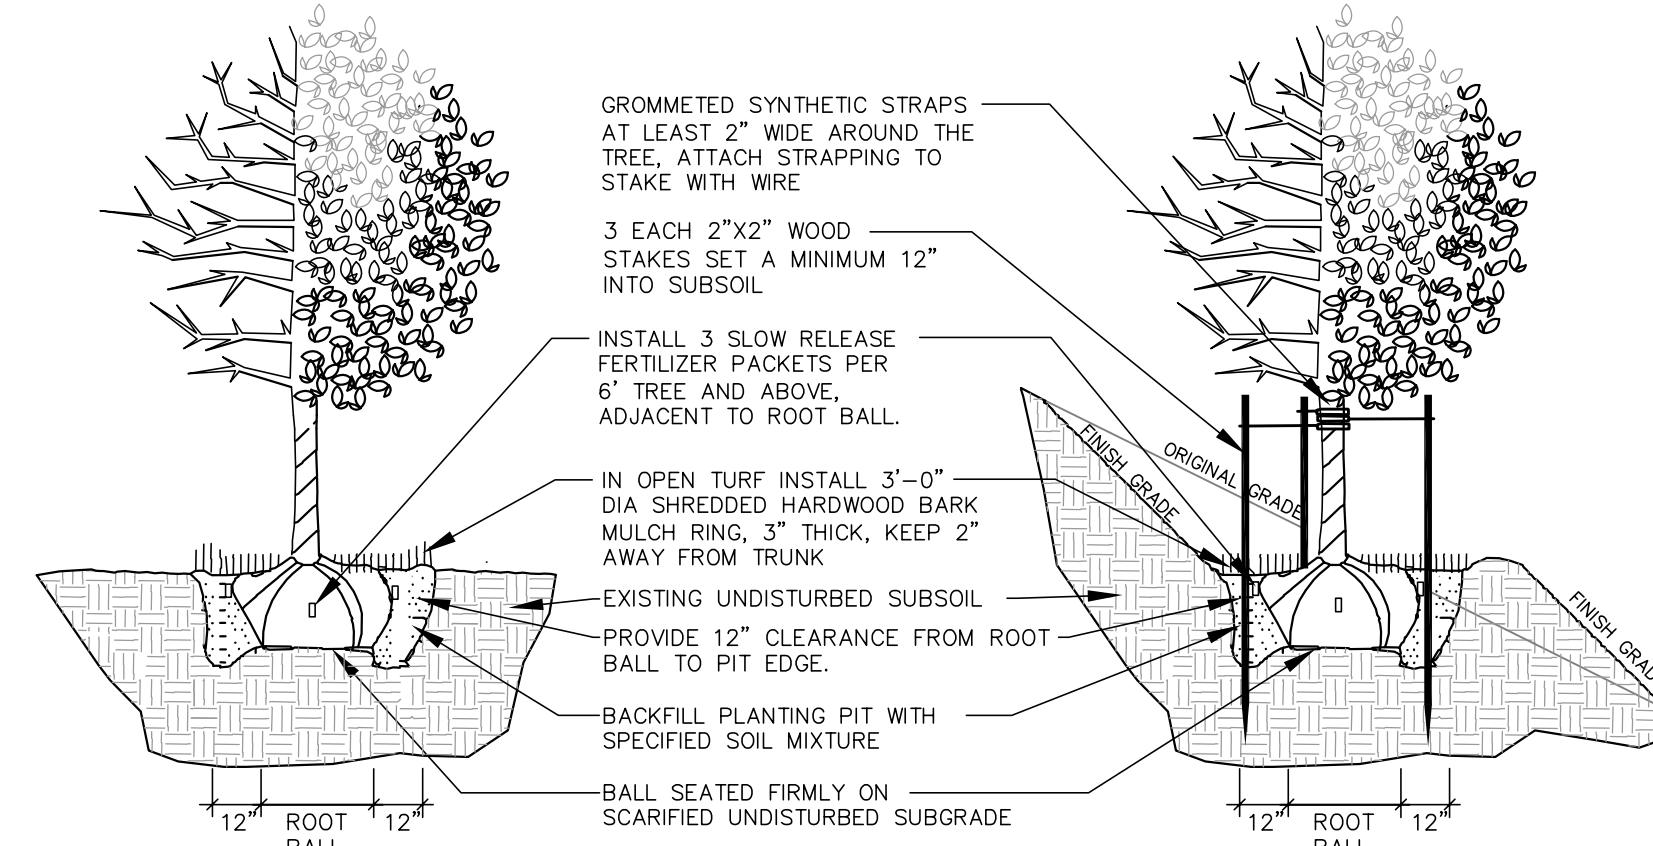 GROMMETED SYNTHETIC STRAPS
AT LEAST 2" WIDE AROUND THE
TREE, ATTACH STRAPPING TO
STAKE WITH WIRE
3 EACH 2"X2" WOOD
STAKES SET A MINIMUM 12"
INTO SUBSOIL
INSTALL 3 SLOW RELEASE
FERTILIZER PACKETS PER
6' TREE AND ABOVE,
ADJACENT TO ROOT BALL.
IN OPEN TURF INSTALL 3'-0"
DIA SHREDDED HARDWOOD BARK
MULCH RING, 3" THICK, KEEP 2"
AWAY FROM TRUNK
EXISTING UNDISTURBED SUBSOIL
PROVIDE 12" CLEARANCE FROM ROOT
BALL TO PIT EDGE.
BACKFILL PLANTING PIT WITH
SPECIFIED SOIL MIXTURE
BALL SEATED FIRMLY ON
SCARIFIED UNDISTURBED SUBGRADE
12"
ROOT
BALL
12"
FINISH GRADE
ORIGINAL GRADE
FINISH GRAD
12"
ROOT
BALL
12"